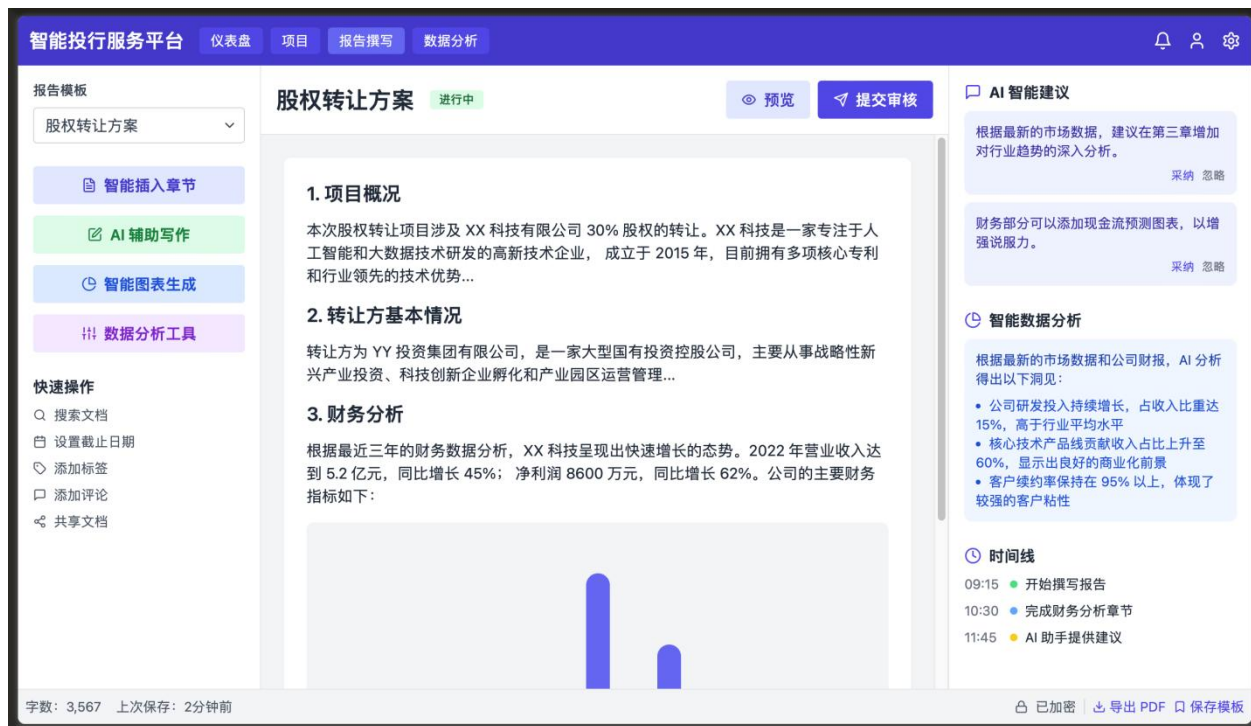 智能投行服务平台 仪表盘 项目 报告撰写 数据分析
报告模板
股权转让方案
智能插入章节
AI 辅助写作
智能图表生成
数据分析工具
快速操作
搜索文档
设置截止日期
添加标签
添加评论
共享文档
股权转让方案 进行中 预览 提交审核
1. 项目概况
本次股权转让项目涉及 XX 科技有限公司 30% 股权的转让。XX 科技是一家专注于人
工智能和大数据技术研发的高新技术企业， 成立于 2015 年，目前拥有多项核心专利
和行业领先的技术优势...
2. 转让方基本情况
转让方为 YY 投资集团有限公司，是一家大型国有投资控股公司，主要从事战略性新
兴产业投资、科技创新企业孵化和产业园区运营管理...
3. 财务分析
根据最近三年的财务数据分析，XX 科技呈现出快速增长的态势。2022 年营业收入达
到 5.2 亿元，同比增长 45%； 净利润 8600 万元，同比增长 62%。公司的主要财务
指标如下：
AI 智能建议
根据最新的市场数据，建议在第三章增加
对行业趋势的深入分析。
采纳 忽略
财务部分可以添加现金流预测图表，以增
强说服力。
采纳 忽略
智能数据分析
根据最新的市场数据和公司财报，AI 分析
得出以下洞见：
• 公司研发投入持续增长，占收入比重达
15%，高于行业平均水平
• 核心技术产品线贡献收入占比上升至
60%，显示出良好的商业化前景
• 客户续约率保持在 95% 以上，体现了
较强的客户粘性
时间线
09:15 开始撰写报告
10:30 完成财务分析章节
11:45 AI 助手提供建议
字数：3,567 上次保存：2分钟前 已加密 导出 PDF 保存模板